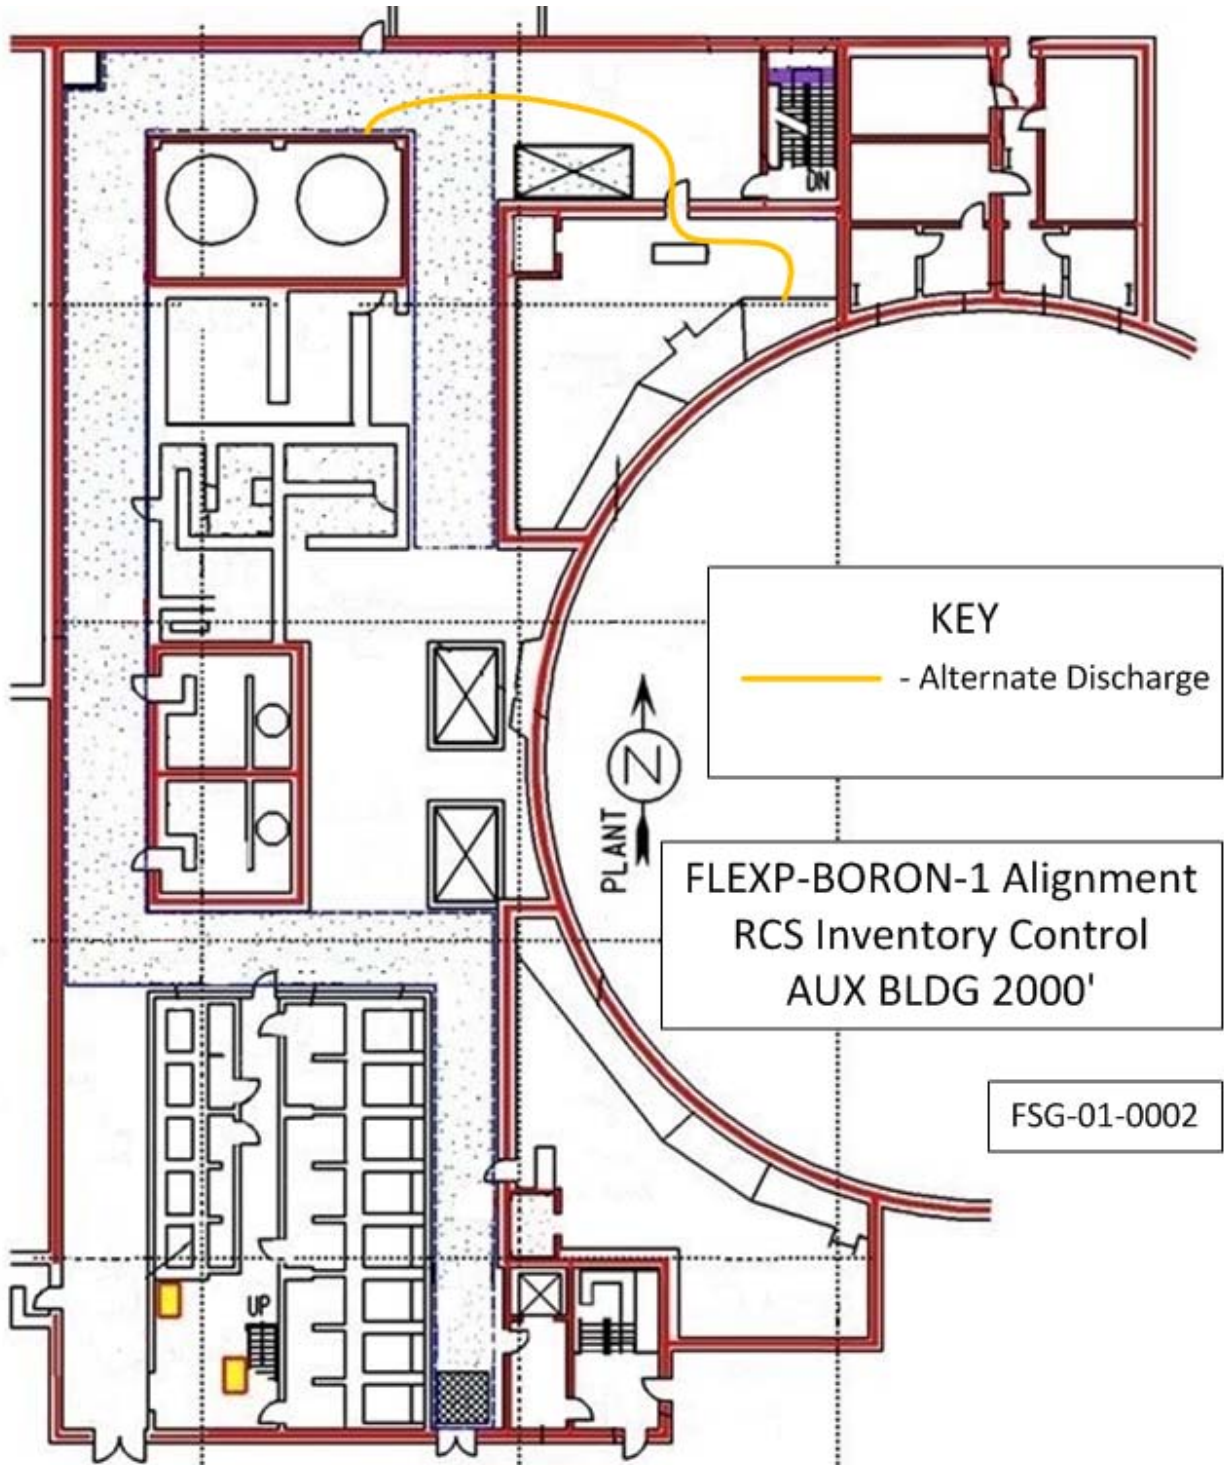 DN
KEY
- Alternate Discharge
N
PLANT
FLEXP-BORON-1 Alignment
RCS Inventory Control
AUX BLDG 2000'
FSG-01-0002
UP